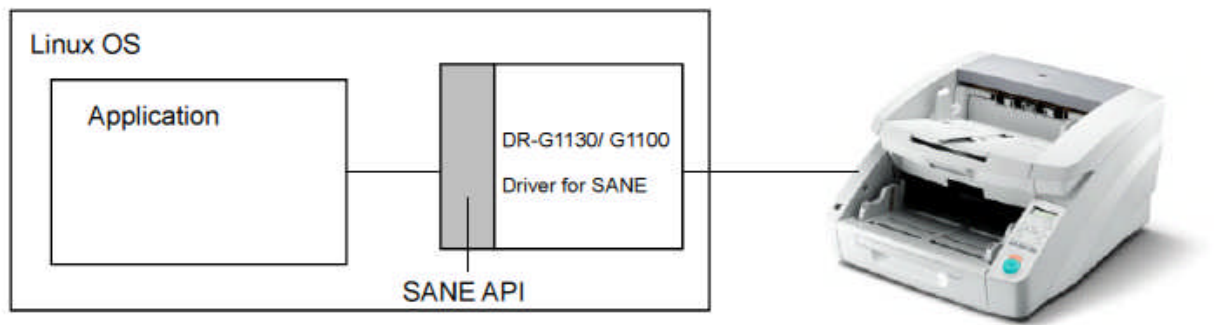 Linux OS
Application
DR-G1130/ G1100
Driver for SANE
SANE API